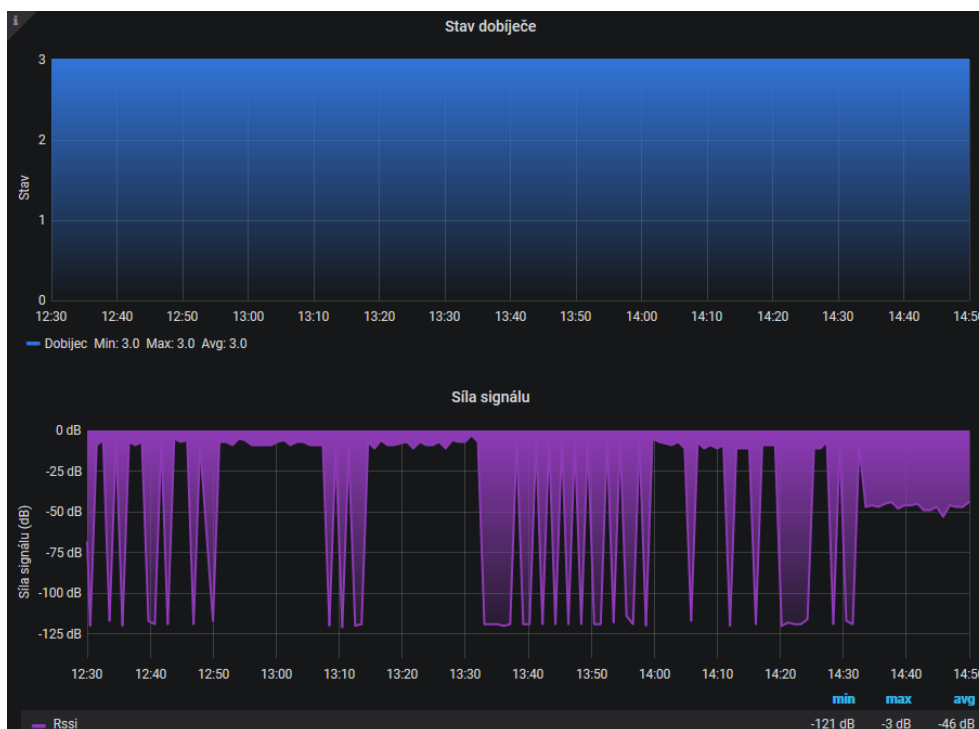 i
Stav dobíječe
3
2
1
0
Stav
12:30 12:40 12:50 13:00 13:10 13:20 13:30 13:40 13:50 14:00 14:10 14:20 14:30 14:40 14:50
Dobijec Min: 3.0 Max: 3.0 Avg: 3.0
Síla signálu
0 dB
-25 dB
-50 dB
-75 dB
-100 dB
-125 dB
Síla signálu (dB)
12:30 12:40 12:50 13:00 13:10 13:20 13:30 13:40 13:50 14:00 14:10 14:20 14:30 14:40 14:50
min max avg
Rssi -121 dB -3 dB -46 dB